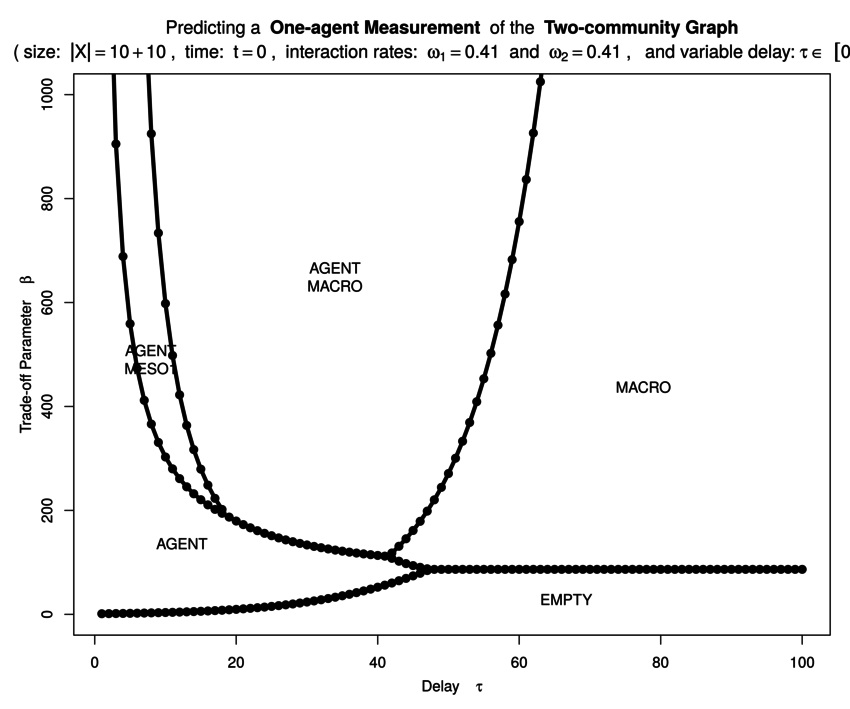 Predicting a One-agent Measurement of the Two-community Graph
( size: |X| = 10 + 10 , time: t = 0 , interaction rates: ω₁ = 0.41 and ω₂ = 0.41 , and variable delay: τ ∈ [0
1000
800
600
400
200
0
Trade-off Parameter β
AGENT
MACRO
AGENT
MESOT
MACRO
AGENT
EMPTY
0 20 40 60 80 100
Delay τ